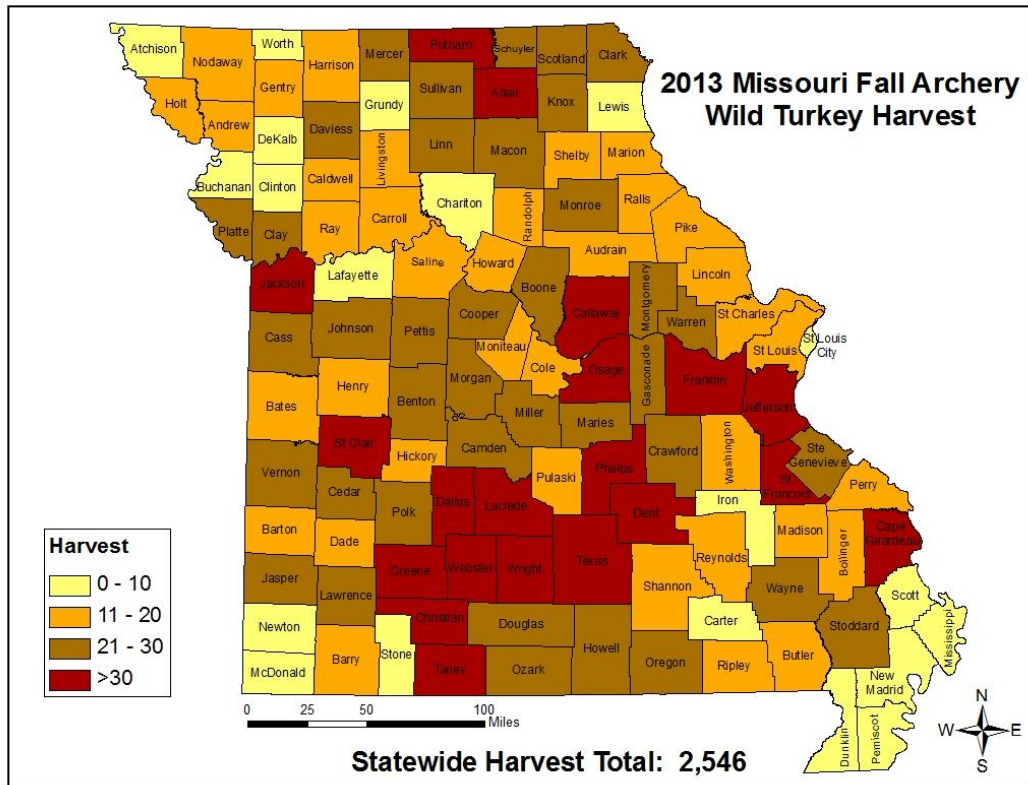 2013 Missouri Fall Archery
Wild Turkey Harvest
Atchison
Nodaway
Worth
Harrison
Mercer
Putnam
Schuyler
Scotland
Clark
Holt
Andrew
Gentry
Grundy
Sullivan
Adair
Knox
Lewis
DeKalb
Daviess
Livingston
Linn
Macon
Shelby
Marion
Buchanan
Clinton
Caldwell
Chariton
Randolph
Monroe
Ralls
Platte
Clay
Ray
Carroll
Pike
Audrain
Jackson
Lafayette
Saline
Howard
Boone
Callaway
Montgomery
Lincoln
Warren
St Charles
St Louis
City
St Louis
Cass
Johnson
Pettis
Cooper
Moniteau
Cole
Osage
Gasconade
Franklin
Jefferson
Bates
Henry
Benton
Morgan
Miller
Maries
St Clair
Hickory
Camden
Pulaski
Phelps
Crawford
Washington
Ste
Genevieve
St
Francois
Perry
Vernon
Cedar
Polk
Dallas
Laclede
Dent
Iron
Madison
Bollinger
Cape
Girardeau
Barton
Dade
Greene
Webster
Wright
Texas
Shannon
Reynolds
Wayne
Scott
Mississippi
Jasper
Lawrence
Christian
Douglas
Howell
Carter
Stoddard
Newton
McDonald
Barry
Stone
Taney
Ozark
Oregon
Ripley
Butler
New
Madrid
Dunklin
Pemiscot
Harvest
0 - 10
11 - 20
21 - 30
>30
0 25 50 100
Miles
N
W E
S
Statewide Harvest Total: 2,546